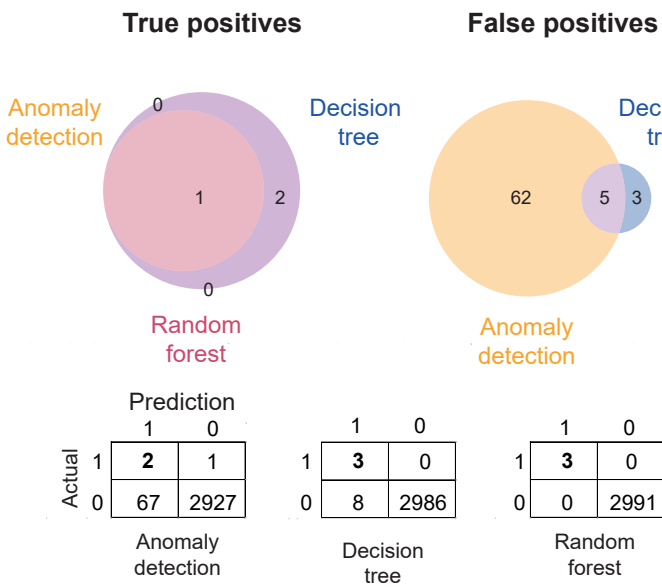 True positives
False positives
0
Anomaly
detection
Decision
tree
1
2
0
Random
forest
Dec
tr
62
5
3
Anomaly
detection
Prediction
1 0
Actual
1 2 1
0 67 2927
Anomaly
detection
1 0
1 3 0
0 8 2986
Decision
tree
1 0
1 3 0
0 0 2991
Random
forest